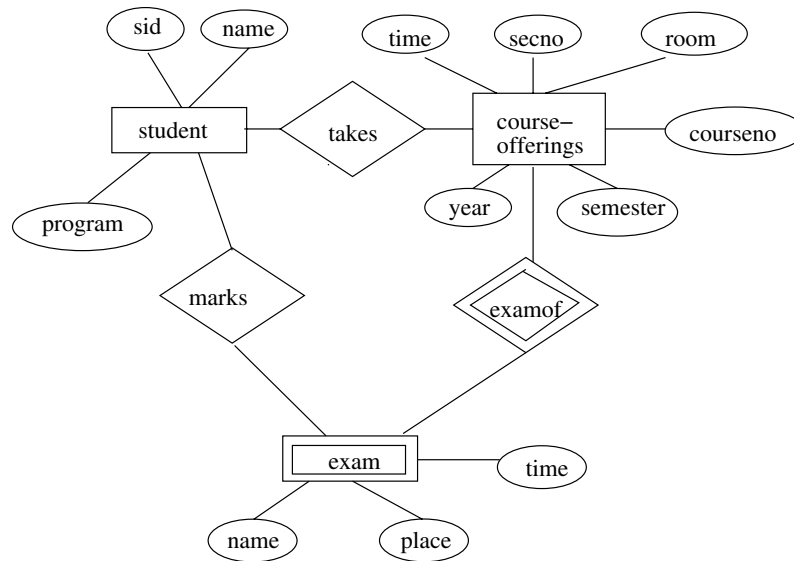 sid
name
time
secno
room
student
takes
course–
offerings
courseno
program
year
semester
marks
examof
exam
time
name
place